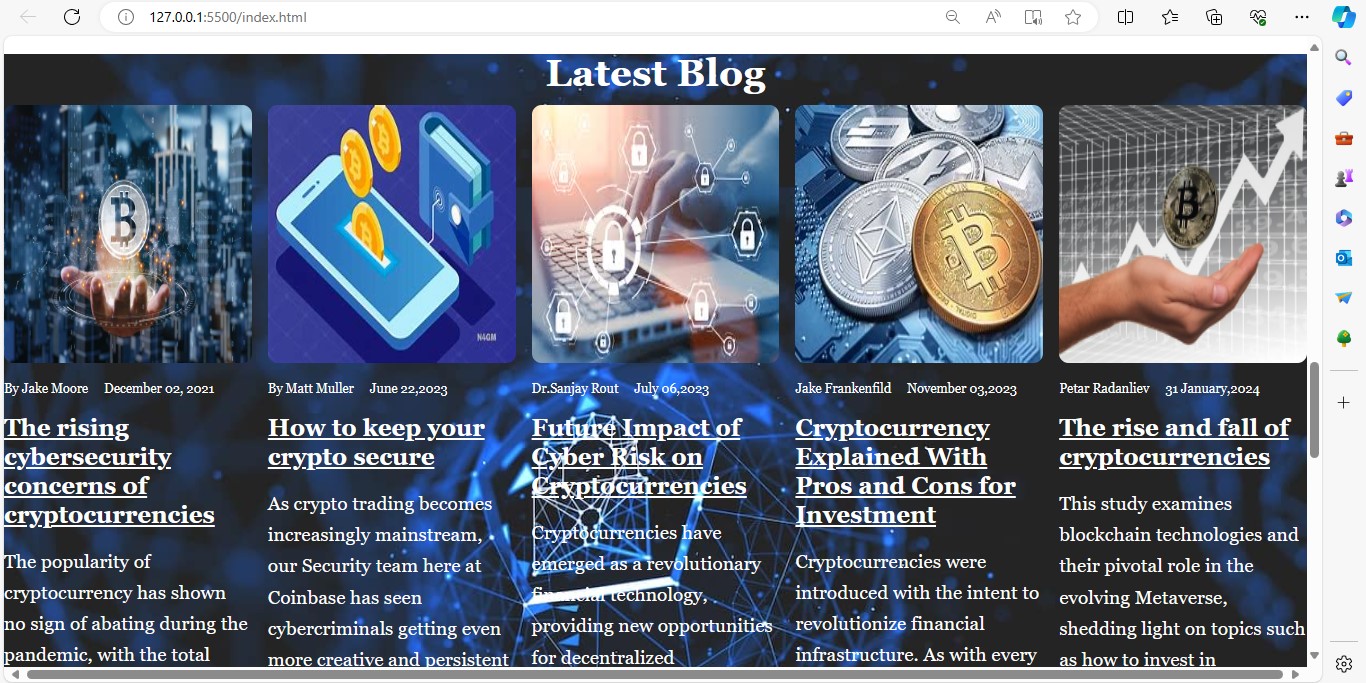 127.0.0.1:5500/index.html
Latest Blog
N4GM
By Jake Moore December 02, 2021
The rising
cybersecurity
concerns of
cryptocurrencies
The popularity of
cryptocurrency has shown
no sign of abating during the
pandemic, with the total
By Matt Muller June 22,2023
How to keep your
crypto secure
As crypto trading becomes
increasingly mainstream,
our Security team here at
Coinbase has seen
cybercriminals getting even
more creative and persistent
Dr.Sanjay Rout July 06,2023
Future Impact of
Cyber Risk on
Cryptocurrencies
Cryptocurrencies have
emerged as a revolutionary
financial technology,
providing new opportunities
for decentralized
Jake Frankenfild November 03,2023
Cryptocurrency
Explained With
Pros and Cons for
Investment
Cryptocurrencies were
introduced with the intent to
revolutionize financial
infrastructure. As with every
Petar Radanliev 31 January,2024
The rise and fall of
cryptocurrencies
This study examines
blockchain technologies and
their pivotal role in the
evolving Metaverse,
shedding light on topics such
as how to invest in